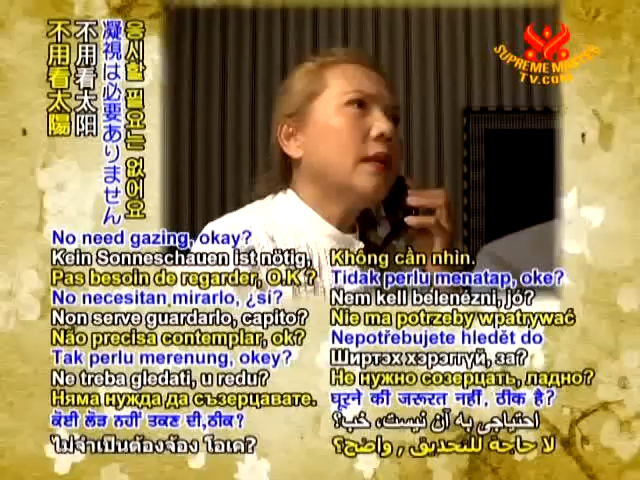 SUPREME MASTER
TV.COM
응시할 필요는 없어요
凝視は必要ありません
不用看太阳
不用看太陽
No need gazing, okay?
Kein Sonneschauen ist nötig,
Pas besoin de regarder, O.K ?
No necesitan mirarlo, ¿sí?
Non serve guardarlo, capito?
Não precisa contemplar, ok?
Tak perlu merenung, okey?
Ne treba gledati, u redu?
Няма нужда да съзерцавате.
ਕੋਈ ਲੋੜ ਨਹੀਂ ਤਕਣ ਦੀ,ਠੀਕ?
ไม่จำเป็นต้องจ้อง โอเค?
Không cần nhìn.
Tidak perlu menatap, oke?
Nem kell belenézni, jó?
Nie ma potrzeby wpatrywać
Nepotřebujete hledět do
Ширтэх хэрэггүй, за?
Не нужно созерцать, ладно?
घूरने की जरूरत नहीं, ठीक है?
احتیاجی به آن نیست، خب؟
لا حاجة للتحديق , واضح؟